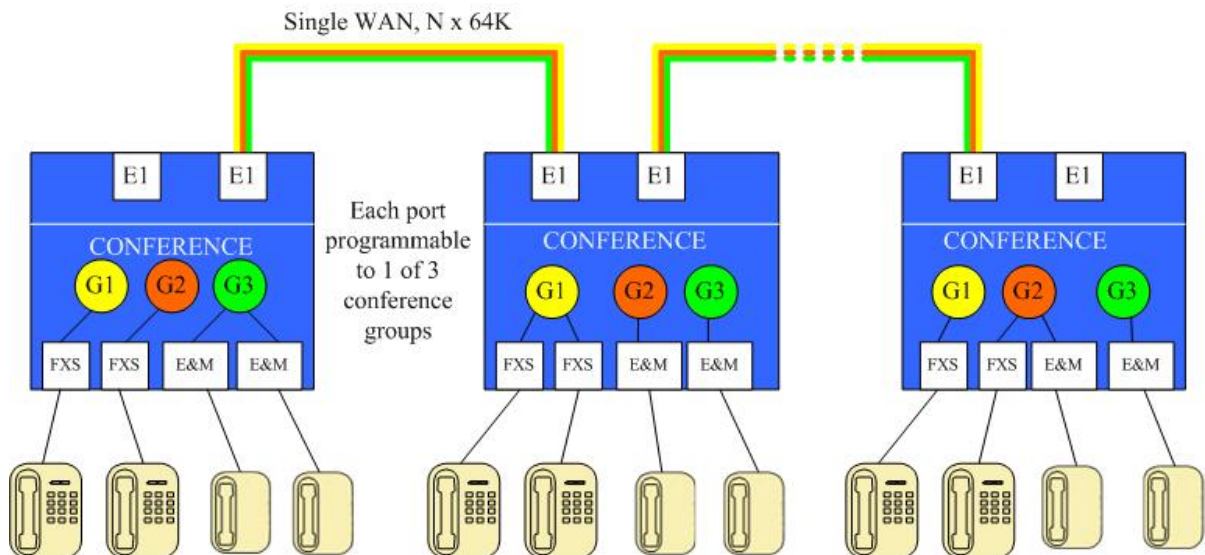 Single WAN, N x 64K
E1 E1
E1 E1
E1 E1
Each port
programmable
to 1 of 3
conference
groups
CONFERENCE
G1 G2 G3
FXS FXS E&M E&M
CONFERENCE
G1 G2 G3
FXS FXS E&M E&M
CONFERENCE
G1 G2 G3
FXS FXS E&M E&M